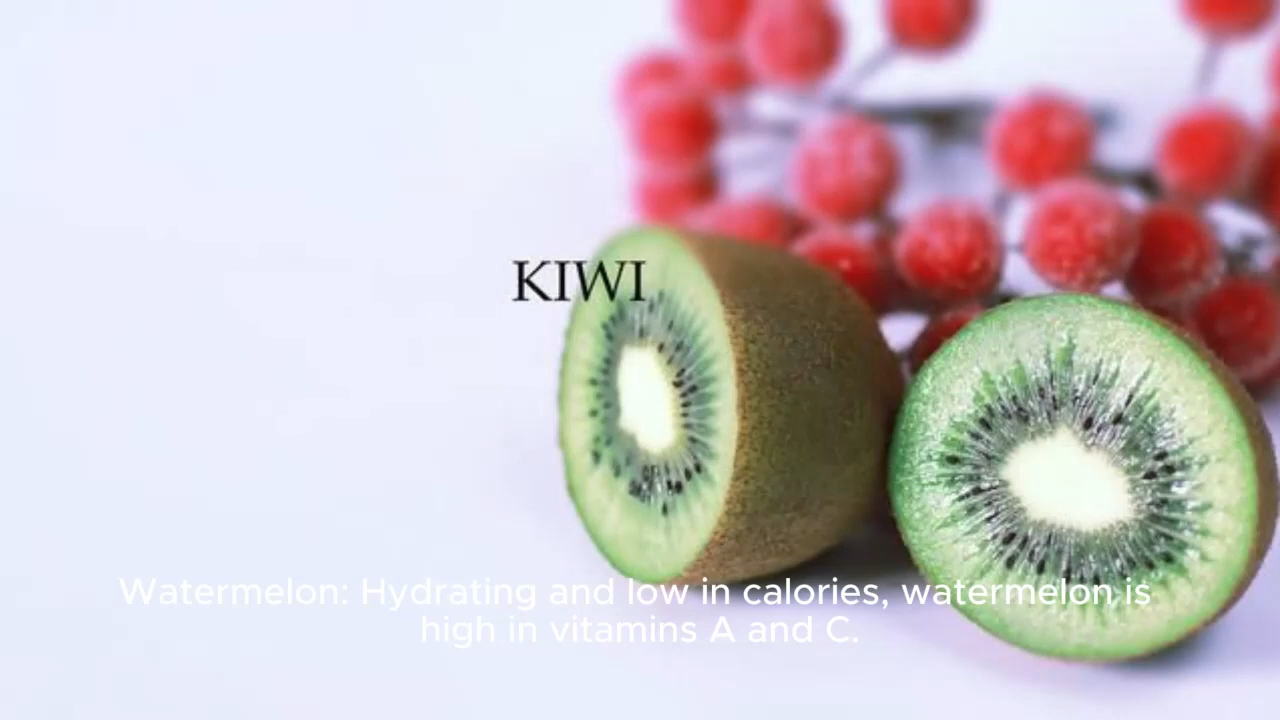 KIWI
Watermelon: Hydrating and low in calories, watermelon is
high in vitamins A and C.